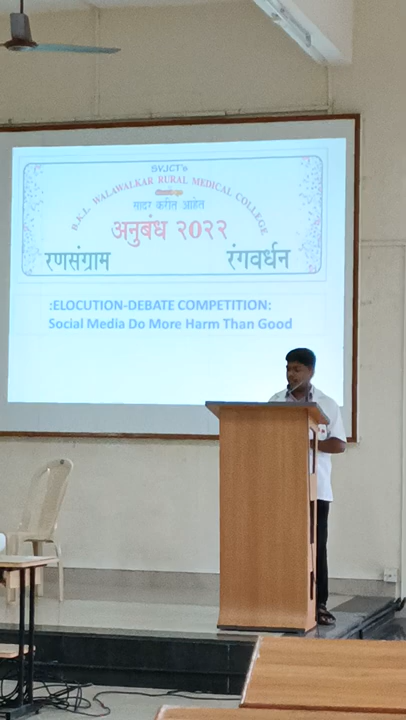 SVJCT's
B.K.L. WALAWALKAR RURAL MEDICAL COLLEGE
सादर करीत आहेत
अनुबंध २०२२
रणसंग्राम रंगवर्धन
:ELOCUTION-DEBATE COMPETITION:
Social Media Do More Harm Than Good